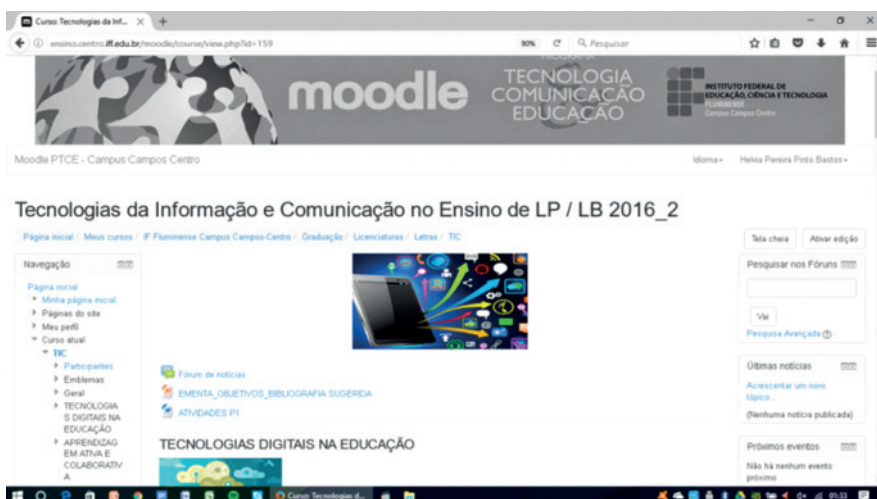 Curso: Tecnologias da Inf...
ensino.centro.iff.edu.br/moodle/course/view.php?id=159
90%
Pesquisar
PROGRAMA
moodle
TECNOLOGIA
COMUNICAÇÃO
EDUCAÇÃO
INSTITUTO FEDERAL DE
EDUCAÇÃO, CIÊNCIA E TECNOLOGIA
FLUMINENSE
Campus Campos Centro
Moodle PTCE - Campus Campos Centro
Idioma
Helvia Pereira Pinto Bastos
Tecnologias da Informação e Comunicação no Ensino de LP / LB 2016_2
Página inicial / Meus cursos / IF Fluminense Campus Campos-Centro / Graduação / Licenciaturas / Letras / TIC
Tela cheia
Ativar edição
Navegação
Página inicial
Minha página inicial
Páginas do site
Meu perfil
Curso atual
TIC
Participantes
Emblemas
Geral
TECNOLOGIA
S DIGITAIS NA
EDUCAÇÃO
APRENDIZAG
EM ATIVA E
COLABORATIV
A
Fórum de notícias
EMENTA_OBJETIVOS_BIBLIOGRAFIA SUGERIDA
ATIVIDADES P1
TECNOLOGIAS DIGITAIS NA EDUCAÇÃO
Pesquisar nos Fóruns
Vai
Pesquisa Avançada
Últimas notícias
Acrescentar um novo
tópico...
(Nenhuma notícia publicada)
Próximos eventos
Não há nenhum evento
próximo
Curso: Tecnologias d...
01:33